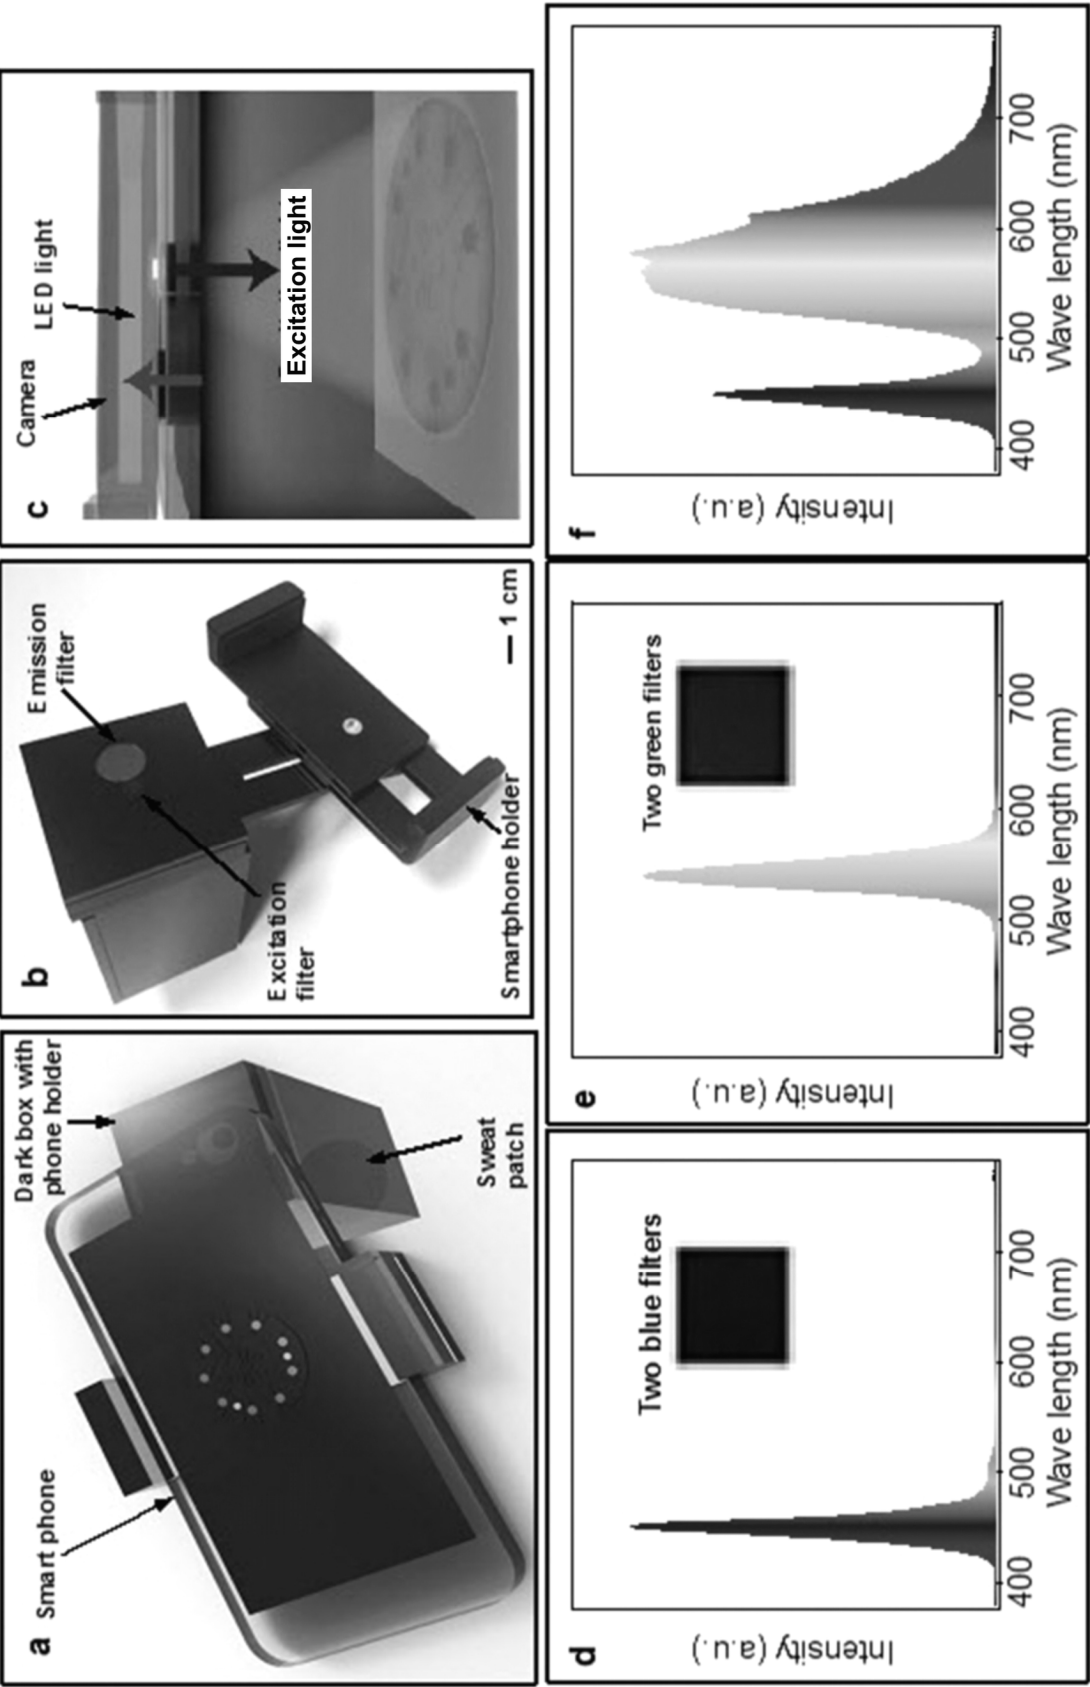 a
Smart phone
Dark box with
phone holder
Sweat
patch
b
Emission
filter
Excitation
filter
Smartphone holder
1 cm
c
Camera
LED light
Excitation light
d
Intensity (a.u.)
Two blue filters
400 500 600 700
Wave length (nm)
e
Intensity (a.u.)
Two green filters
400 500 600 700
Wave length (nm)
f
Intensity (a.u.)
400 500 600 700
Wave length (nm)